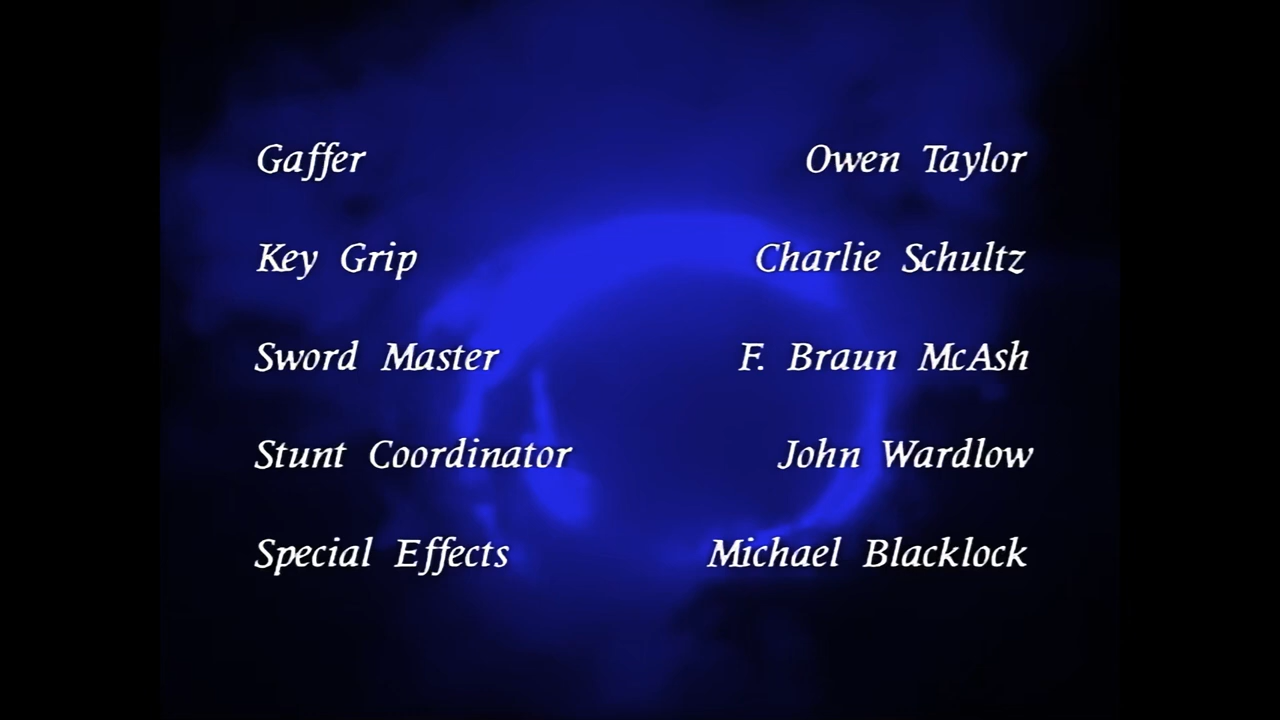 Gaffer Owen Taylor
Key Grip Charlie Schultz
Sword Master F. Braun McAsh
Stunt Coordinator John Wardlow
Special Effects Michael Blacklock